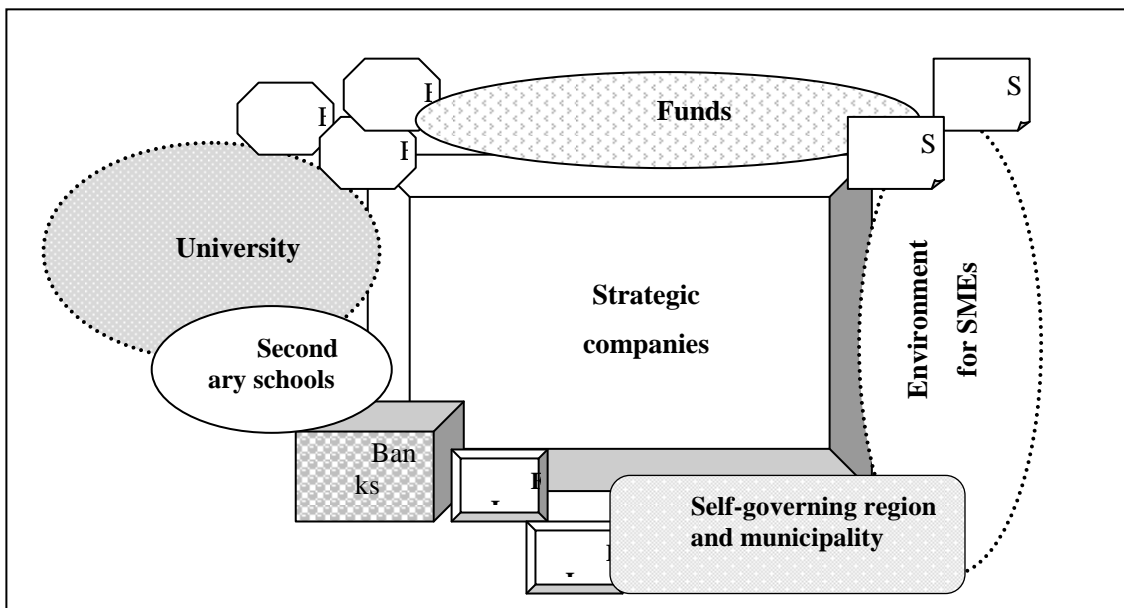 Funds
S
S
University
Strategic
companies
Environment
for SMEs
Second
ary schools
Ban
ks
Self-governing region
and municipality